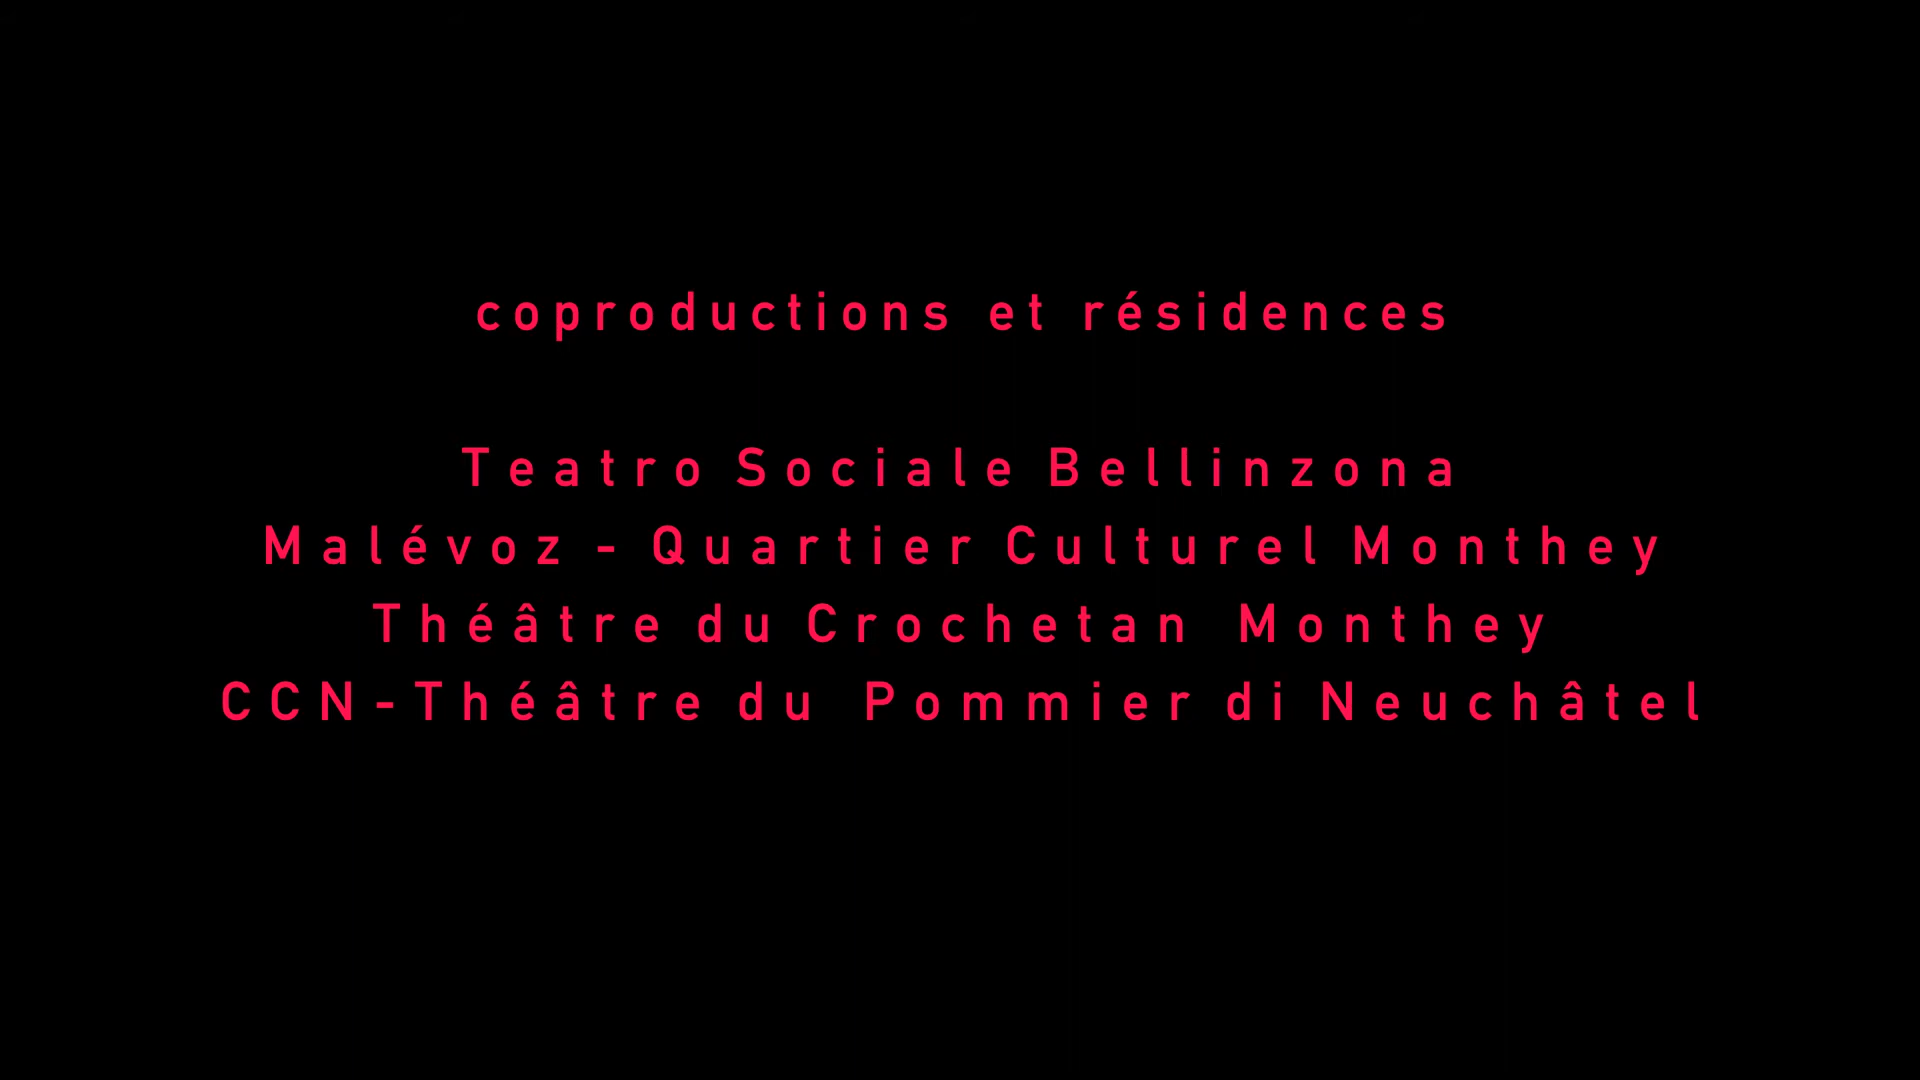 coproductions et résidences
Teatro Sociale Bellinzona
Malévoz - Quartier Culturel Monthey
Théâtre du Crochetan Monthey
CCN-Théâtre du Pommier di Neuchâtel